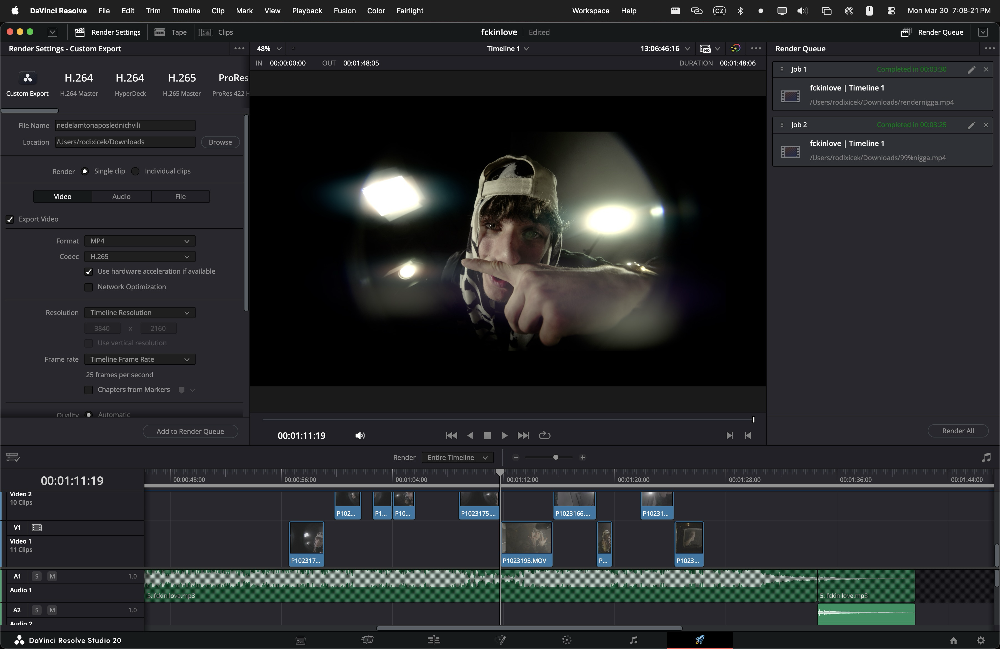 DaVinci Resolve File Edit Trim Timeline Clip Mark View Playback Fusion Color Fairlight Workspace Help CZ Mon Mar 30 7:08:21 PM
Render Settings Tape Clips fckinlove Edited Render Queue
Render Settings - Custom Export 48% Timeline 1 13:06:46:16 HQ Render Queue
IN 00:00:00:00 OUT 00:01:48:05 DURATION 00:01:48:06
H.264 H.264 H.265 ProRes
Custom Export H.264 Master HyperDeck H.265 Master ProRes 422 H
File Name nedelamtonaposlednichvili
Location /Users/rodixicek/Downloads Browse
Render Single clip Individual clips
Video Audio File
Export Video
Format MP4
Codec H.265
Use hardware acceleration if available
Network Optimization
Resolution Timeline Resolution
3840 x 2160
Use vertical resolution
Frame rate Timeline Frame Rate
25 frames per second
Chapters from Markers
Quality Automatic
Add to Render Queue
00:01:11:19
Job 1 Completed in 00:03:30
fckinlove | Timeline 1
/Users/rodixicek/Downloads/rendernigga.mp4
Job 2 Completed in 00:03:25
fckinlove | Timeline 1
/Users/rodixicek/Downloads/99%nigga.mp4
Render All
Render Entire Timeline
00:01:11:19 00:00:48:00 00:00:56:00 00:01:04:00 00:01:12:00 00:01:20:00 00:01:28:00 00:01:36:00 00:01:44:00
Video 2
10 Clips
P102... P1... P10... P1023175.... P1023166.... P10231...
V1
Video 1
11 Clips
P102317... P1023195.MOV P... P1023...
A1 S M 1.0
Audio 1
5. fckin love.mp3 5. fckin love.mp3
A2 S M 1.0
Audio 2
DaVinci Resolve Studio 20